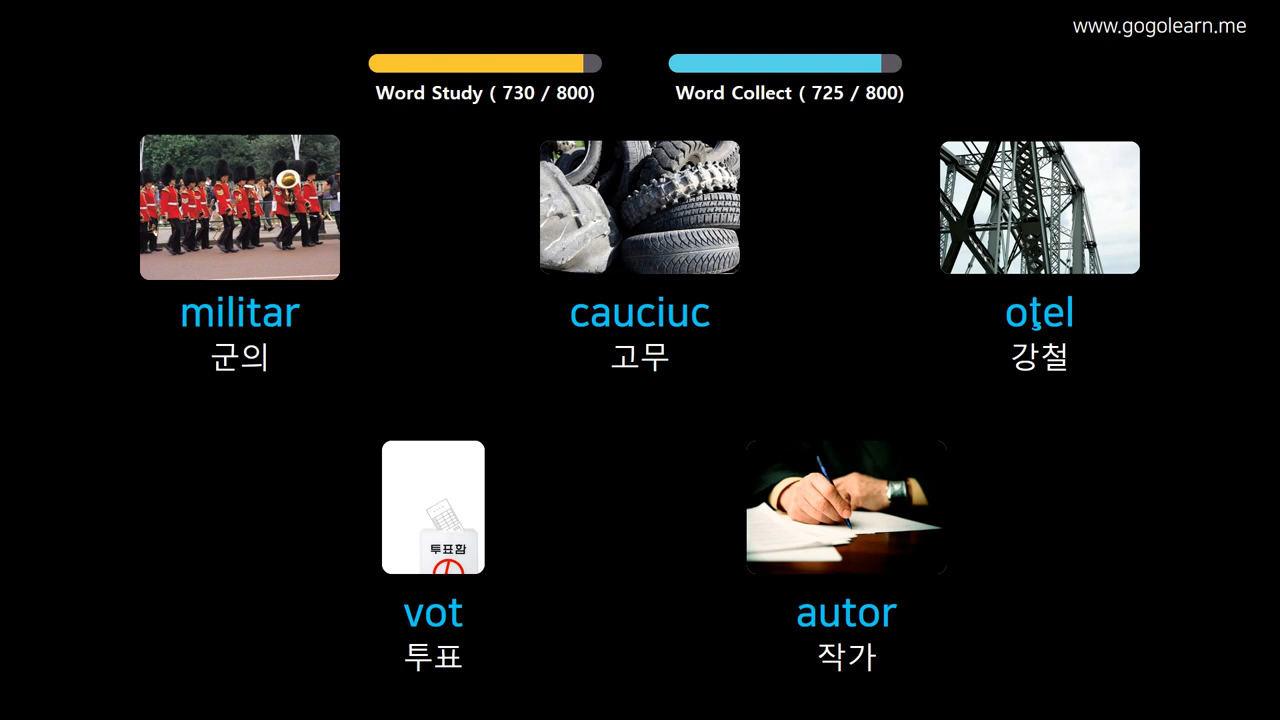 www.gogolearn.me
Word Study ( 730 / 800)
Word Collect ( 725 / 800)
militar
cauciuc
oţel
군의
고무
강철
투표함
vot
autor
투표
작가